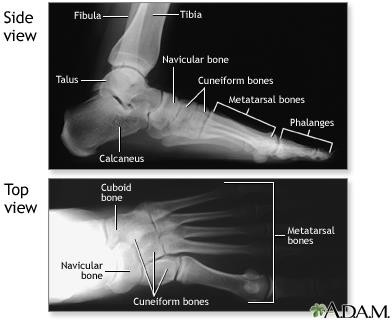 Side
view
Fibula
Tibia
Talus
Navicular bone
Cuneiform bones
Metatarsal bones
Phalanges
Calcaneus
Top
view
Cuboid
bone
Navicular
bone
Cuneiform bones
Metatarsal
bones
A.D.A.M.